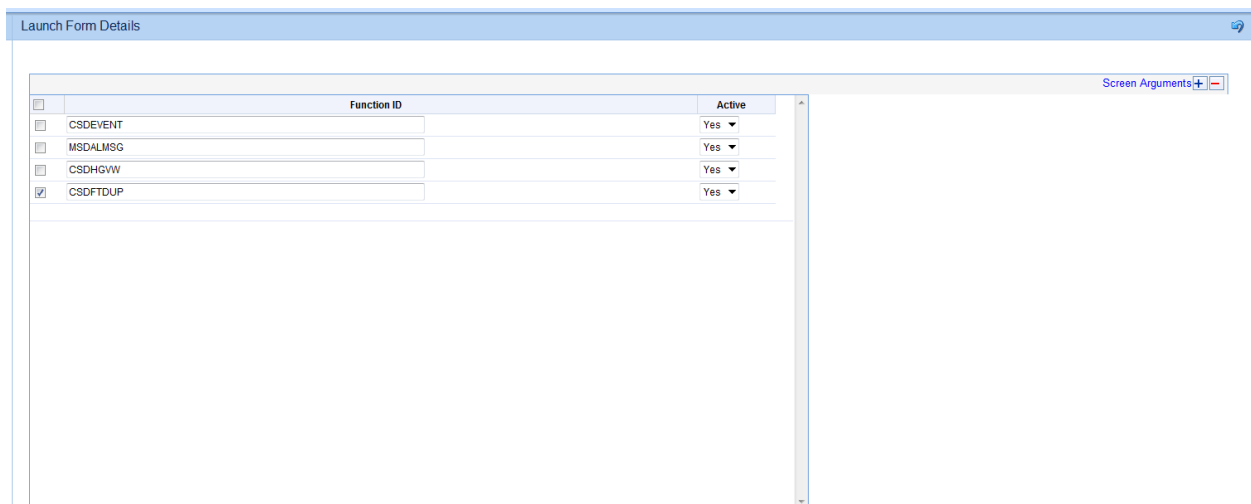 Launch Form Details
Screen Arguments
Function ID Active
CSDEVENT Yes
MSDALMSG Yes
CSDHGVW Yes
CSDFTDUP Yes